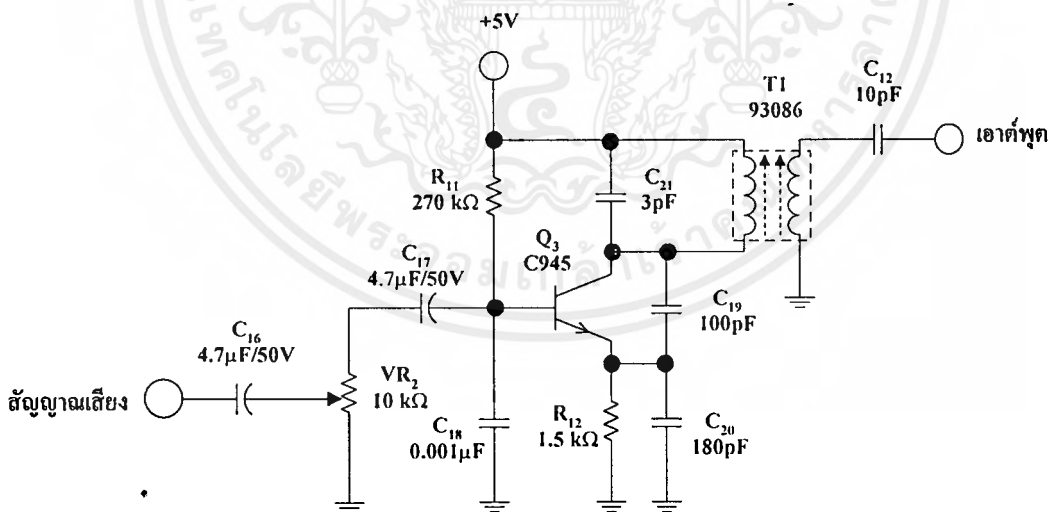 +5V
T1
93086
C12
10pF
เอาต์พุต
R11
270 kΩ
C21
3pF
Q3
C945
C17
4.7µF/50V
C19
100pF
C16
4.7µF/50V
สัญญาณเสียง
VR2
10 kΩ
C18
0.001µF
R12
1.5 kΩ
C20
180pF